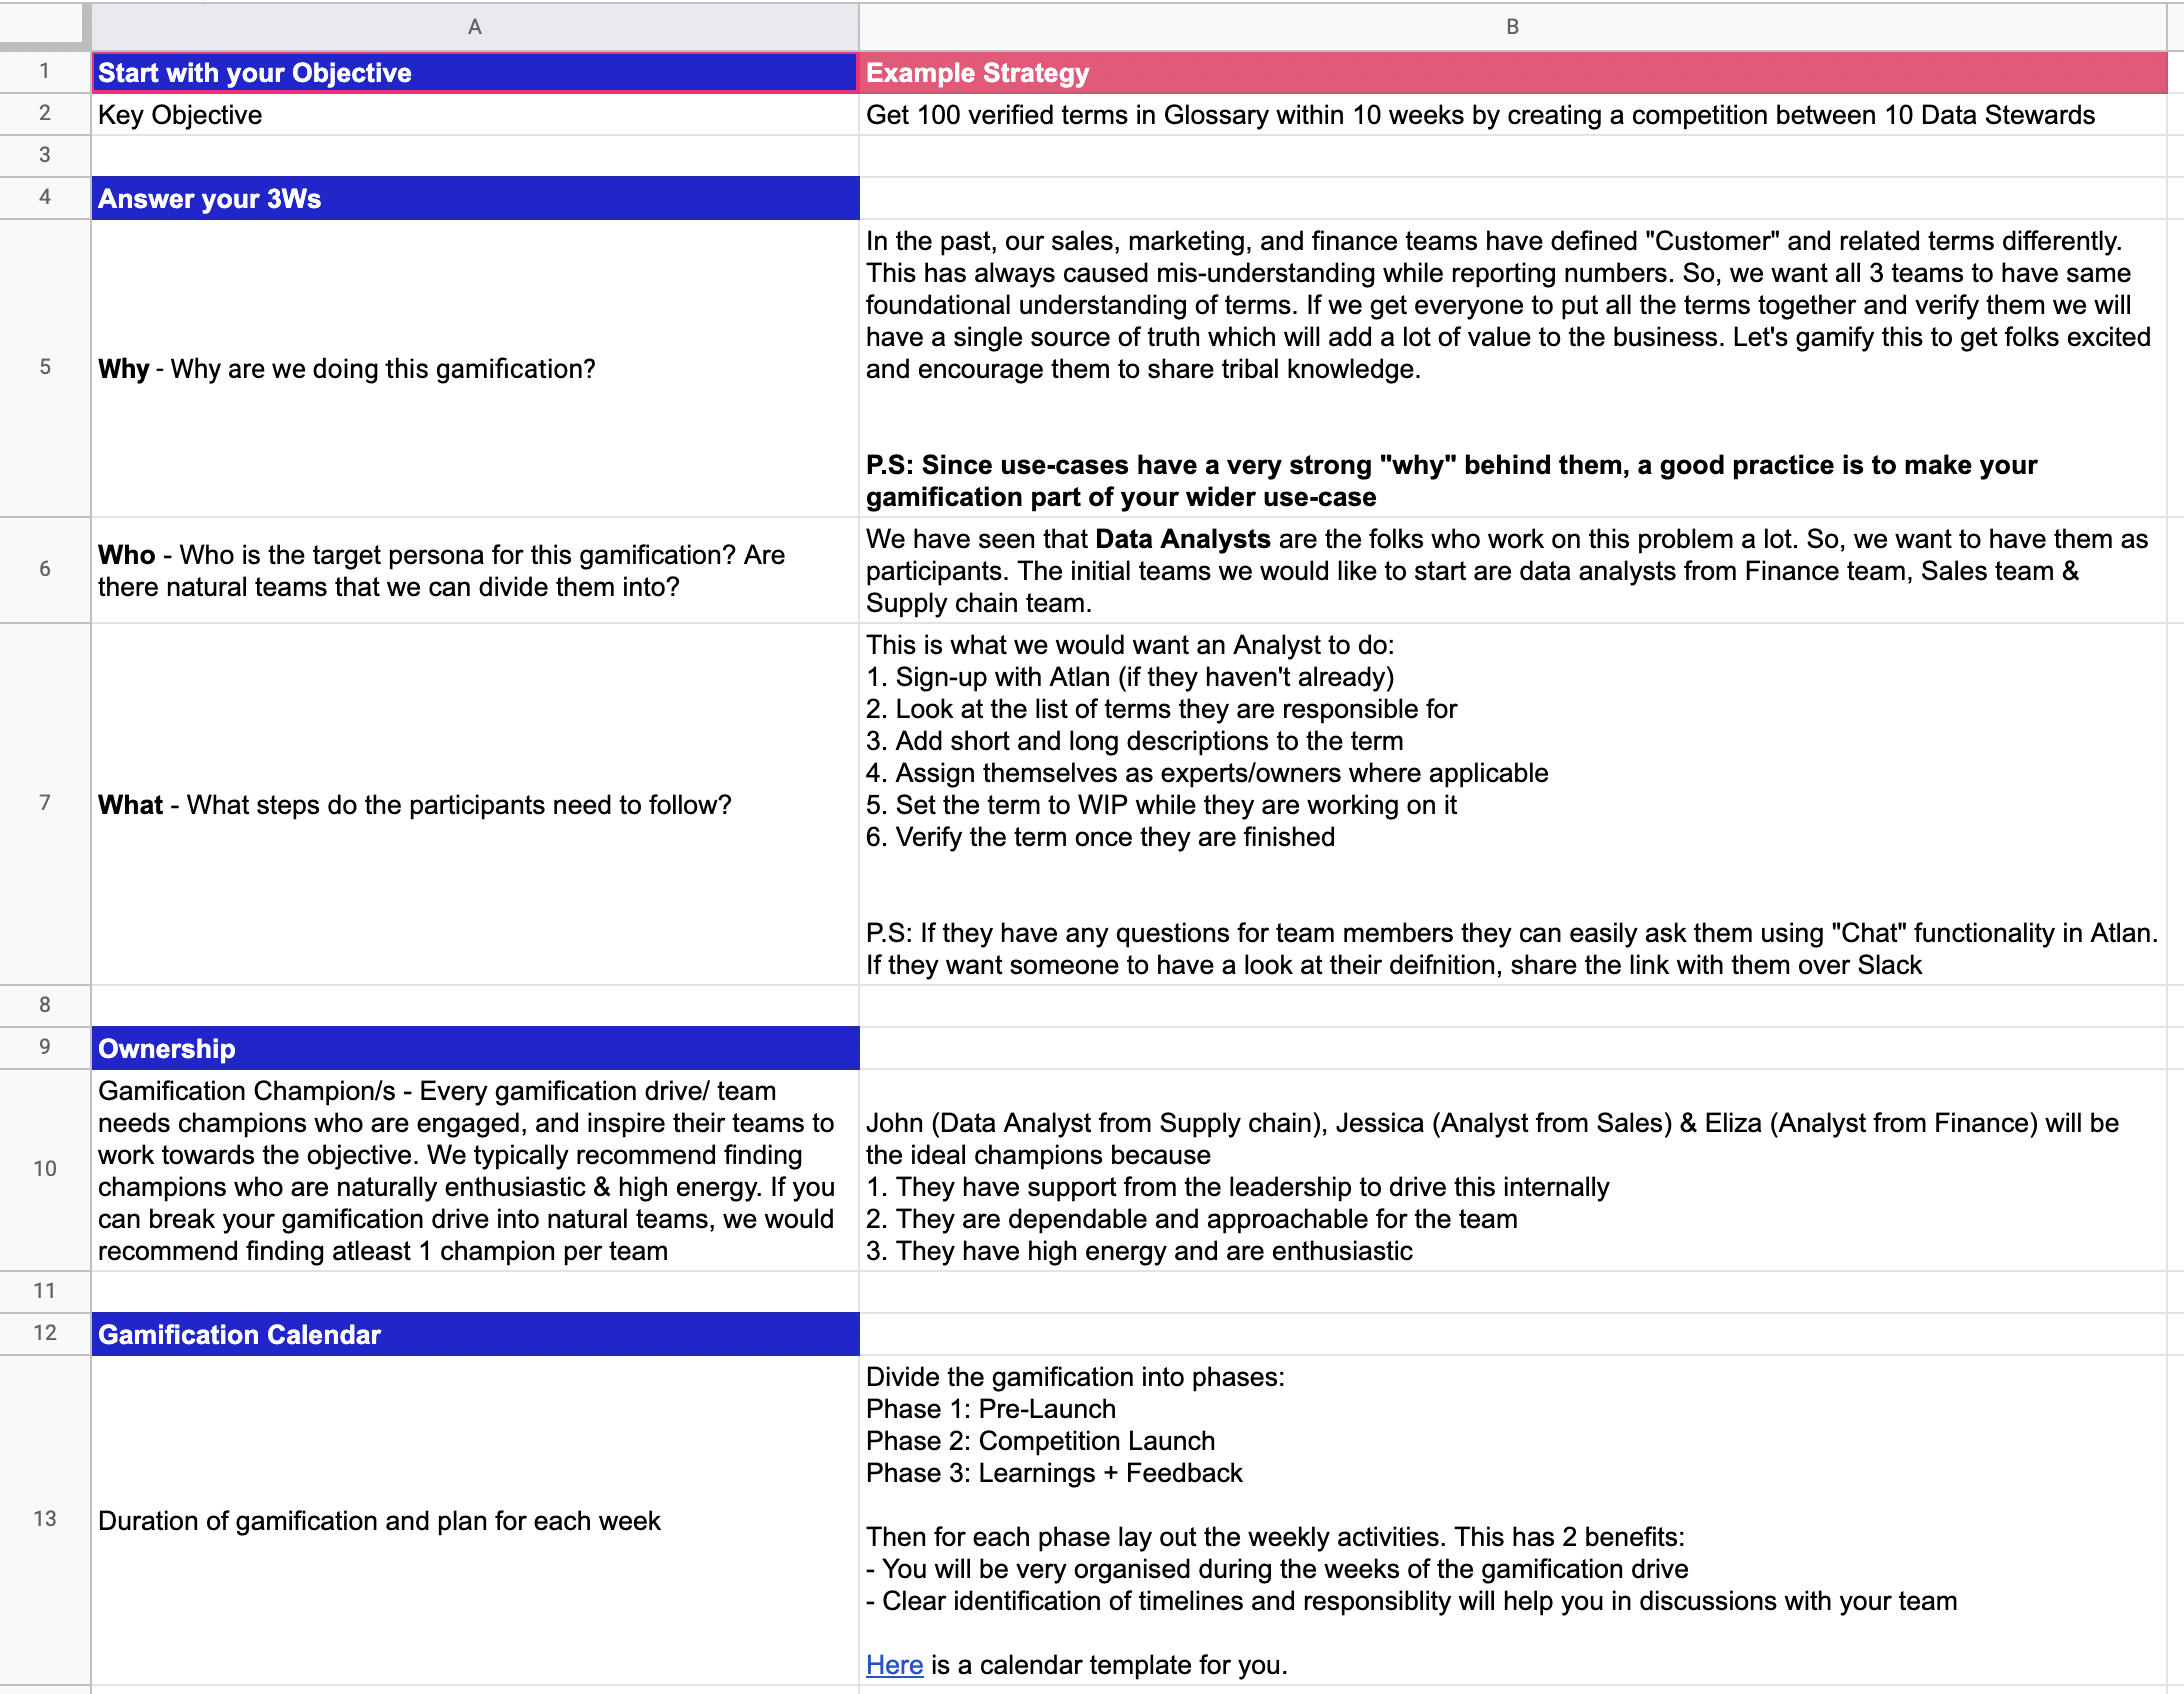 A
B
1
Start with your Objective
Example Strategy
2
Key Objective
Get 100 verified terms in Glossary within 10 weeks by creating a competition between 10 Data Stewards
3
4
Answer your 3Ws
5
Why - Why are we doing this gamification?
In the past, our sales, marketing, and finance teams have defined "Customer" and related terms differently.
This has always caused mis-understanding while reporting numbers. So, we want all 3 teams to have same
foundational understanding of terms. If we get everyone to put all the terms together and verify them we will
have a single source of truth which will add a lot of value to the business. Let's gamify this to get folks excited
and encourage them to share tribal knowledge.
P.S: Since use-cases have a very strong "why" behind them, a good practice is to make your
gamification part of your wider use-case
6
Who - Who is the target persona for this gamification? Are
there natural teams that we can divide them into?
We have seen that Data Analysts are the folks who work on this problem a lot. So, we want to have them as
participants. The initial teams we would like to start are data analysts from Finance team, Sales team &
Supply chain team.
7
What - What steps do the participants need to follow?
This is what we would want an Analyst to do:
1. Sign-up with Atlan (if they haven't already)
2. Look at the list of terms they are responsible for
3. Add short and long descriptions to the term
4. Assign themselves as experts/owners where applicable
5. Set the term to WIP while they are working on it
6. Verify the term once they are finished
P.S: If they have any questions for team members they can easily ask them using "Chat" functionality in Atlan.
If they want someone to have a look at their deifnition, share the link with them over Slack
8
9
Ownership
10
Gamification Champion/s - Every gamification drive/ team
needs champions who are engaged, and inspire their teams to
work towards the objective. We typically recommend finding
champions who are naturally enthusiastic & high energy. If you
can break your gamification drive into natural teams, we would
recommend finding atleast 1 champion per team
John (Data Analyst from Supply chain), Jessica (Analyst from Sales) & Eliza (Analyst from Finance) will be
the ideal champions because
1. They have support from the leadership to drive this internally
2. They are dependable and approachable for the team
3. They have high energy and are enthusiastic
11
12
Gamification Calendar
13
Duration of gamification and plan for each week
Divide the gamification into phases:
Phase 1: Pre-Launch
Phase 2: Competition Launch
Phase 3: Learnings + Feedback
Then for each phase lay out the weekly activities. This has 2 benefits:
- You will be very organised during the weeks of the gamification drive
- Clear identification of timelines and responsiblity will help you in discussions with your team
Here is a calendar template for you.